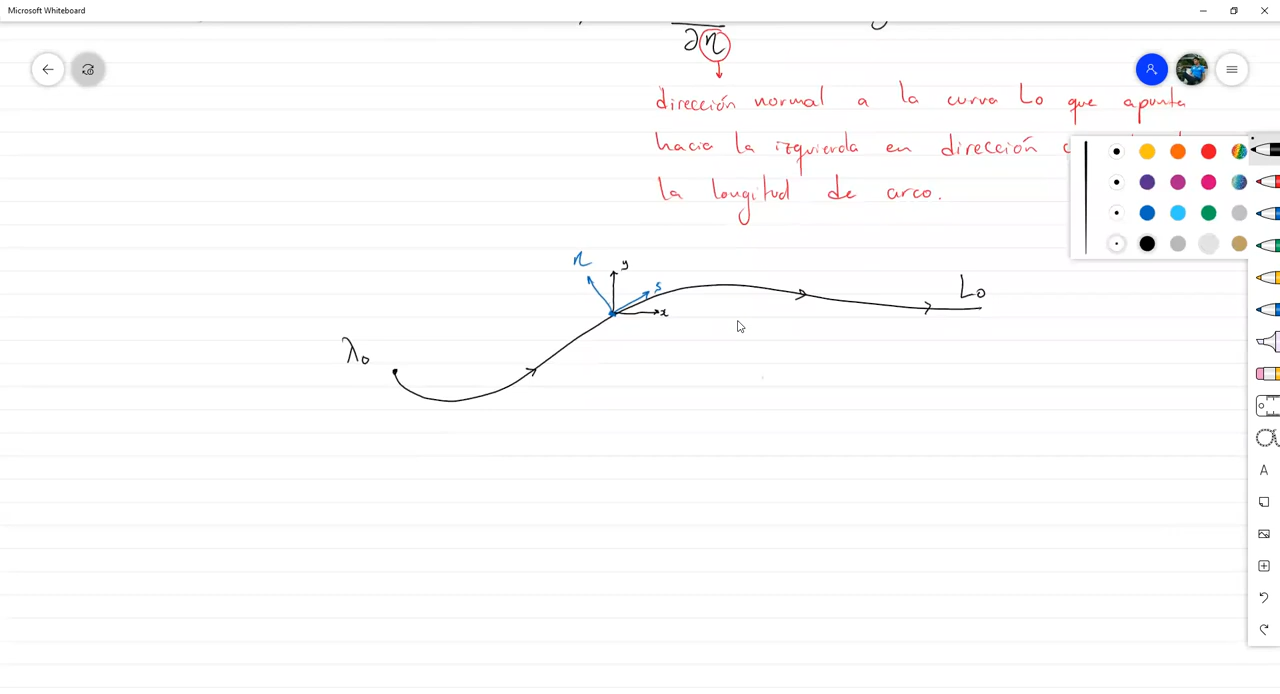 Microsoft Whiteboard
∂η
dirección normal a la curva Lo que apunta
hacia la izquierda en dirección
la longitud de arco.
η
y
s
x
Lo
λo
A